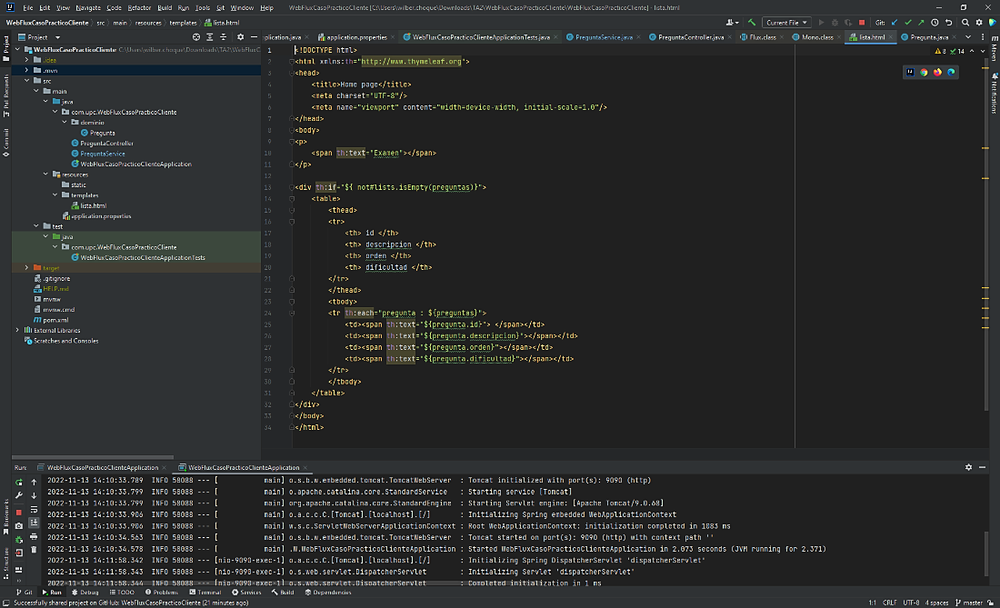 File Edit View Navigate Code Refactor Build Run Tools Git Window Help WebFluxCasoPracticoCliente [C:\Users\wilber.choque\Downloads\TA2\WebFluxCasoPracticoCliente] - lista.html
WebFluxCasoPracticoCliente src main resources templates lista.html Current File Git:
Project plication.java application.properties WebFluxCasoPracticoClienteApplicationTests.java PreguntaService.java PreguntaController.java Flux.class Mono.class lista.html Pregunta.java
WebFluxCasoPracticoCliente C:\Users\wilber.choque\Downloads\TA2\WebFluxC
.idea
.mvn
src
main
java
com.upc.WebFluxCasoPracticoCliente
dominio
Pregunta
PreguntaController
PreguntaService
WebFluxCasoPracticoClienteApplication
resources
static
templates
lista.html
application.properties
test
java
com.upc.WebFluxCasoPracticoCliente
WebFluxCasoPracticoClienteApplicationTests
target
.gitignore
HELP.md
mvnw
mvnw.cmd
pom.xml
External Libraries
Scratches and Consoles
Project
Pull Requests
Commit
Bookmarks
Structure
Maven
Notifications
8 14
1 <!DOCTYPE html>
2 <html xmlns:th="http://www.thymeleaf.org">
3 <head>
4 <title>Home page</title>
5 <meta charset="UTF-8"/>
6 <meta name="viewport" content="width=device-width, initial-scale=1.0"/>
7 </head>
8 <body>
9 <p>
10 <span th:text="Examen"></span>
11 </p>
12
13 <div th:if="${ not#lists.isEmpty(preguntas)}">
14 <table>
15 <thead>
16 <tr>
17 <th> id </th>
18 <th> descripcion </th>
19 <th> orden </th>
20 <th> dificultad </th>
21 </tr>
22 </thead>
23 <tbody>
24 <tr th:each="pregunta : ${preguntas}">
25 <td><span th:text="${pregunta.id}"> </span></td>
26 <td><span th:text="${pregunta.descripcion}"></span></td>
27 <td><span th:text="${pregunta.orden}"></span></td>
28 <td><span th:text="${pregunta.dificultad}"></span></td>
29 </tr>
30 </tbody>
31 </table>
32 </div>
33 </body>
34 </html>
Run: WebFluxCasoPracticoClienteApplication WebFluxCasoPracticoClienteApplication
2022-11-13 14:10:33.789 INFO 58088 --- [ main] o.s.b.w.embedded.tomcat.TomcatWebServer : Tomcat initialized with port(s): 9090 (http)
2022-11-13 14:10:33.799 INFO 58088 --- [ main] o.apache.catalina.core.StandardService : Starting service [Tomcat]
2022-11-13 14:10:33.799 INFO 58088 --- [ main] org.apache.catalina.core.StandardEngine : Starting Servlet engine: [Apache Tomcat/9.0.68]
2022-11-13 14:10:33.906 INFO 58088 --- [ main] o.a.c.c.C.[Tomcat].[localhost].[/] : Initializing Spring embedded WebApplicationContext
2022-11-13 14:10:33.906 INFO 58088 --- [ main] w.s.c.ServletWebServerApplicationContext : Root WebApplicationContext: initialization completed in 1083 ms
2022-11-13 14:10:34.563 INFO 58088 --- [ main] o.s.b.w.embedded.tomcat.TomcatWebServer : Tomcat started on port(s): 9090 (http) with context path ''
2022-11-13 14:10:34.578 INFO 58088 --- [ main] .W.WebFluxCasoPracticoClienteApplication : Started WebFluxCasoPracticoClienteApplication in 2.073 seconds (JVM running for 2.371)
2022-11-13 14:11:58.342 INFO 58088 --- [nio-9090-exec-1] o.a.c.c.C.[Tomcat].[localhost].[/] : Initializing Spring DispatcherServlet 'dispatcherServlet'
2022-11-13 14:11:58.343 INFO 58088 --- [nio-9090-exec-1] o.s.web.servlet.DispatcherServlet : Initializing Servlet 'dispatcherServlet'
2022-11-13 14:11:58.344 INFO 58088 --- [nio-9090-exec-1] o.s.web.servlet.DispatcherServlet : Completed initialization in 1 ms
Git Run Debug TODO Problems Terminal Services Build Dependencies
Successfully shared project on GitHub: WebFluxCasoPracticoCliente (21 minutes ago) 1:1 CRLF UTF-8 4 spaces master